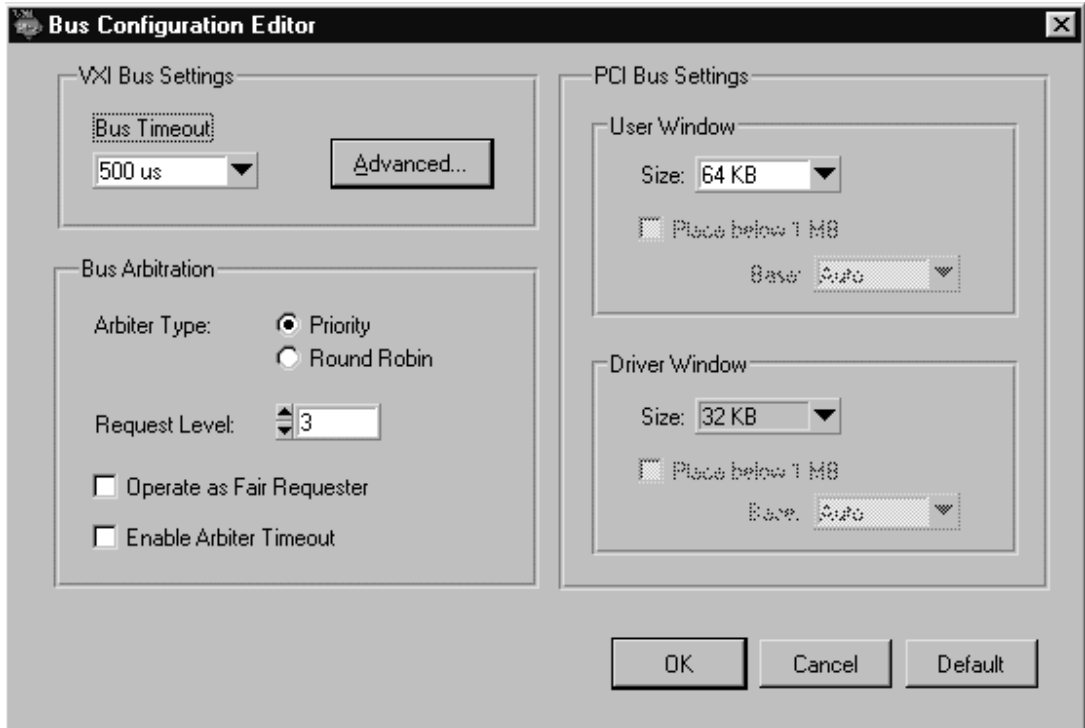 Bus Configuration Editor
VXI Bus Settings
Bus Timeout
500 us
Advanced...
Bus Arbitration
Arbiter Type:
Priority
Round Robin
Request Level:
3
Operate as Fair Requester
Enable Arbiter Timeout
PCI Bus Settings
User Window
Size: 64 KB
Place below 1 MB
Base: Auto
Driver Window
Size: 32 KB
Place below 1 MB
Base: Auto
OK
Cancel
Default